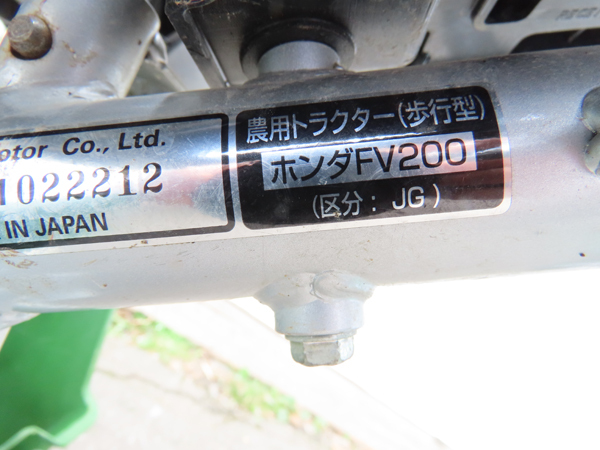 otor Co., Ltd.
1022212
IN JAPAN
農用トラクター(歩行型)
ホンダFV200
(区分: JG)